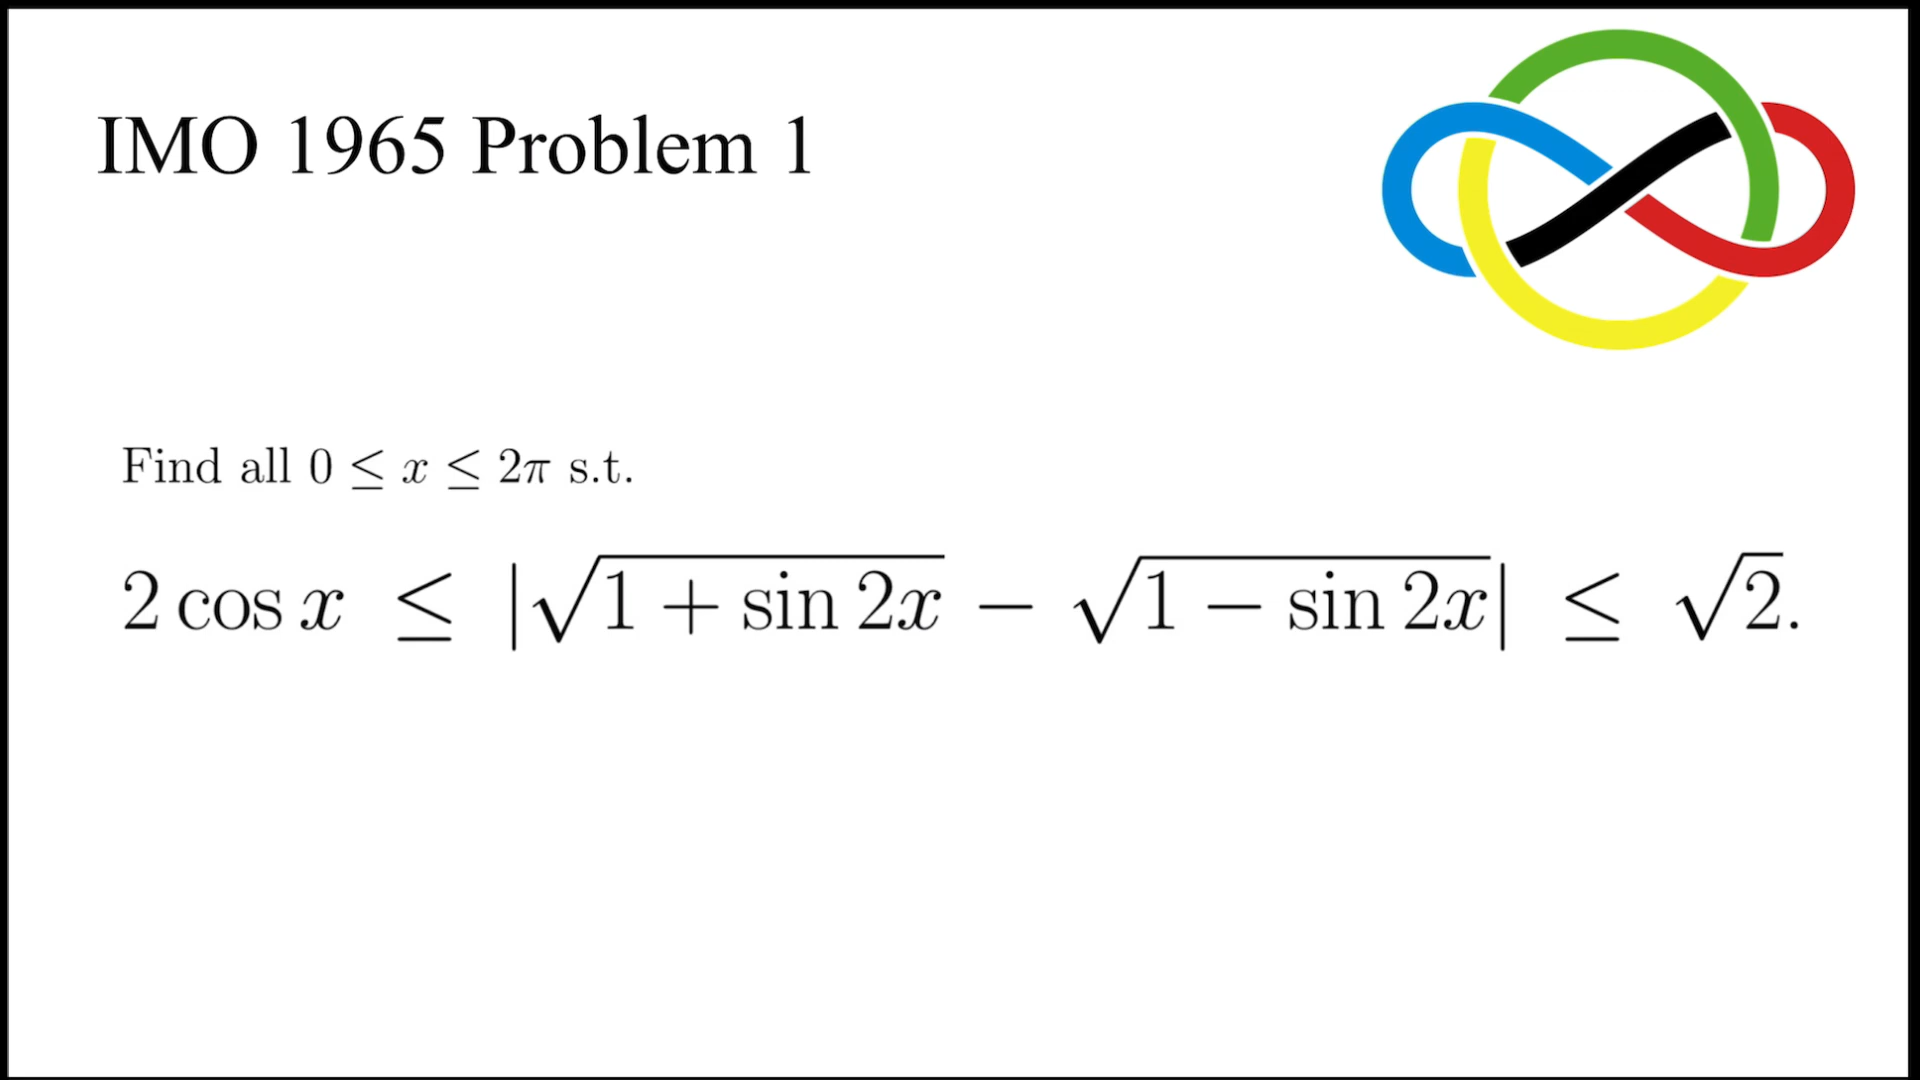 IMO 1965 Problem 1
Find all 0 ≤ x ≤ 2π s.t.
2 cos x ≤ |√(1 + sin 2x) − √(1 − sin 2x)| ≤ √2.